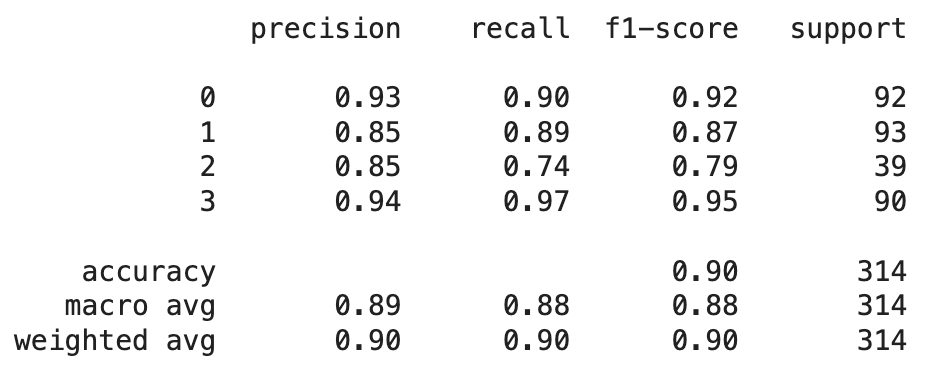 precision recall f1-score support
0 0.93 0.90 0.92 92
1 0.85 0.89 0.87 93
2 0.85 0.74 0.79 39
3 0.94 0.97 0.95 90
accuracy 0.90 314
macro avg 0.89 0.88 0.88 314
weighted avg 0.90 0.90 0.90 314